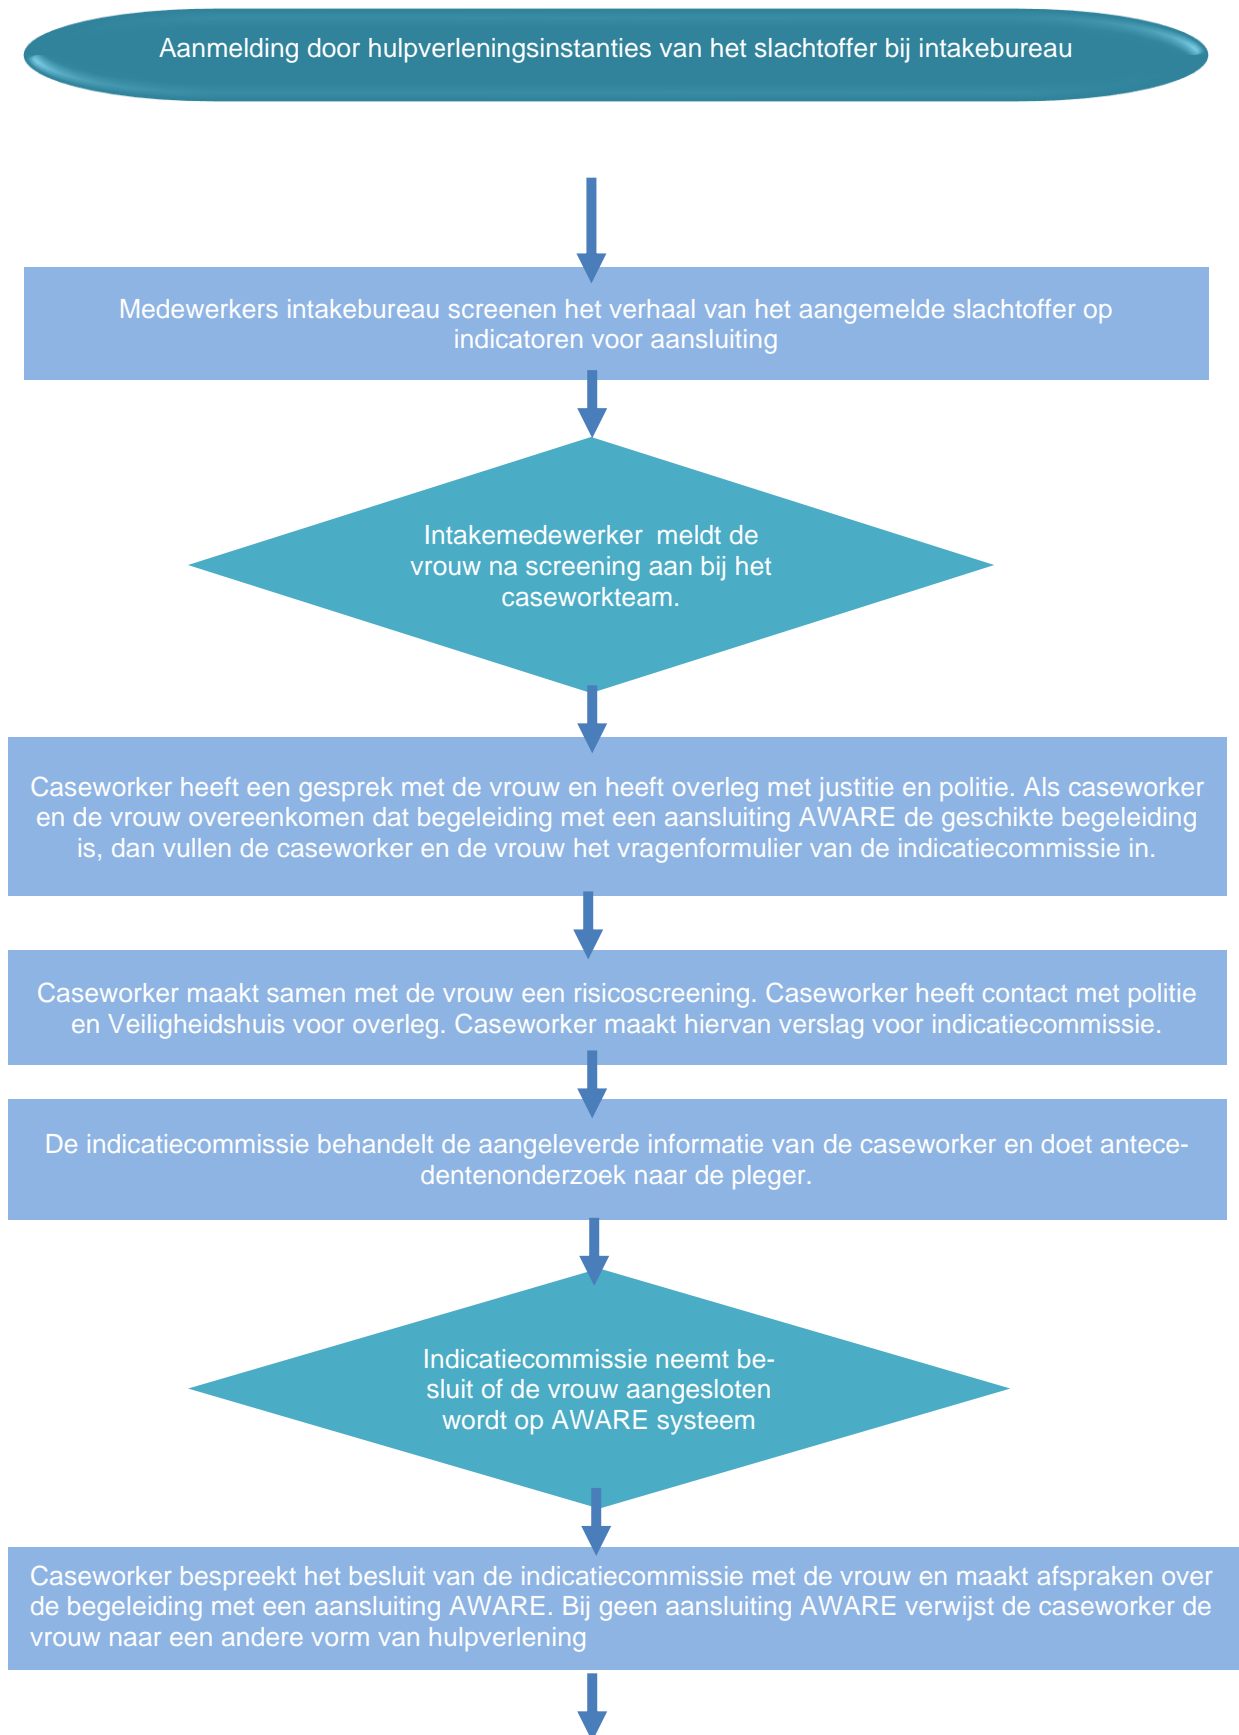 Aanmelding door hulpverleningsinstanties van het slachtoffer bij intakebureau
Medewerkers intakebureau screenen het verhaal van het aangemelde slachtoffer op
indicatoren voor aansluiting
Intakemedewerker  meldt de
vrouw na screening aan bij het
caseworkteam.
Caseworker heeft een gesprek met de vrouw en heeft overleg met justitie en politie. Als caseworker
en de vrouw overeenkomen dat begeleiding met een aansluiting AWARE de geschikte begeleiding
is, dan vullen de caseworker en de vrouw het vragenformulier van de indicatiecommissie in.
Caseworker maakt samen met de vrouw een risicoscreening. Caseworker heeft contact met politie
en Veiligheidshuis voor overleg. Caseworker maakt hiervan verslag voor indicatiecommissie.
De indicatiecommissie behandelt de aangeleverde informatie van de caseworker en doet antece-
dentenonderzoek naar de pleger.
Indicatiecommissie neemt be-
sluit of de vrouw aangesloten
wordt op AWARE systeem
Caseworker bespreekt het besluit van de indicatiecommissie met de vrouw en maakt afspraken over
de begeleiding met een aansluiting AWARE. Bij geen aansluiting AWARE verwijst de caseworker de
vrouw naar een andere vorm van hulpverlening